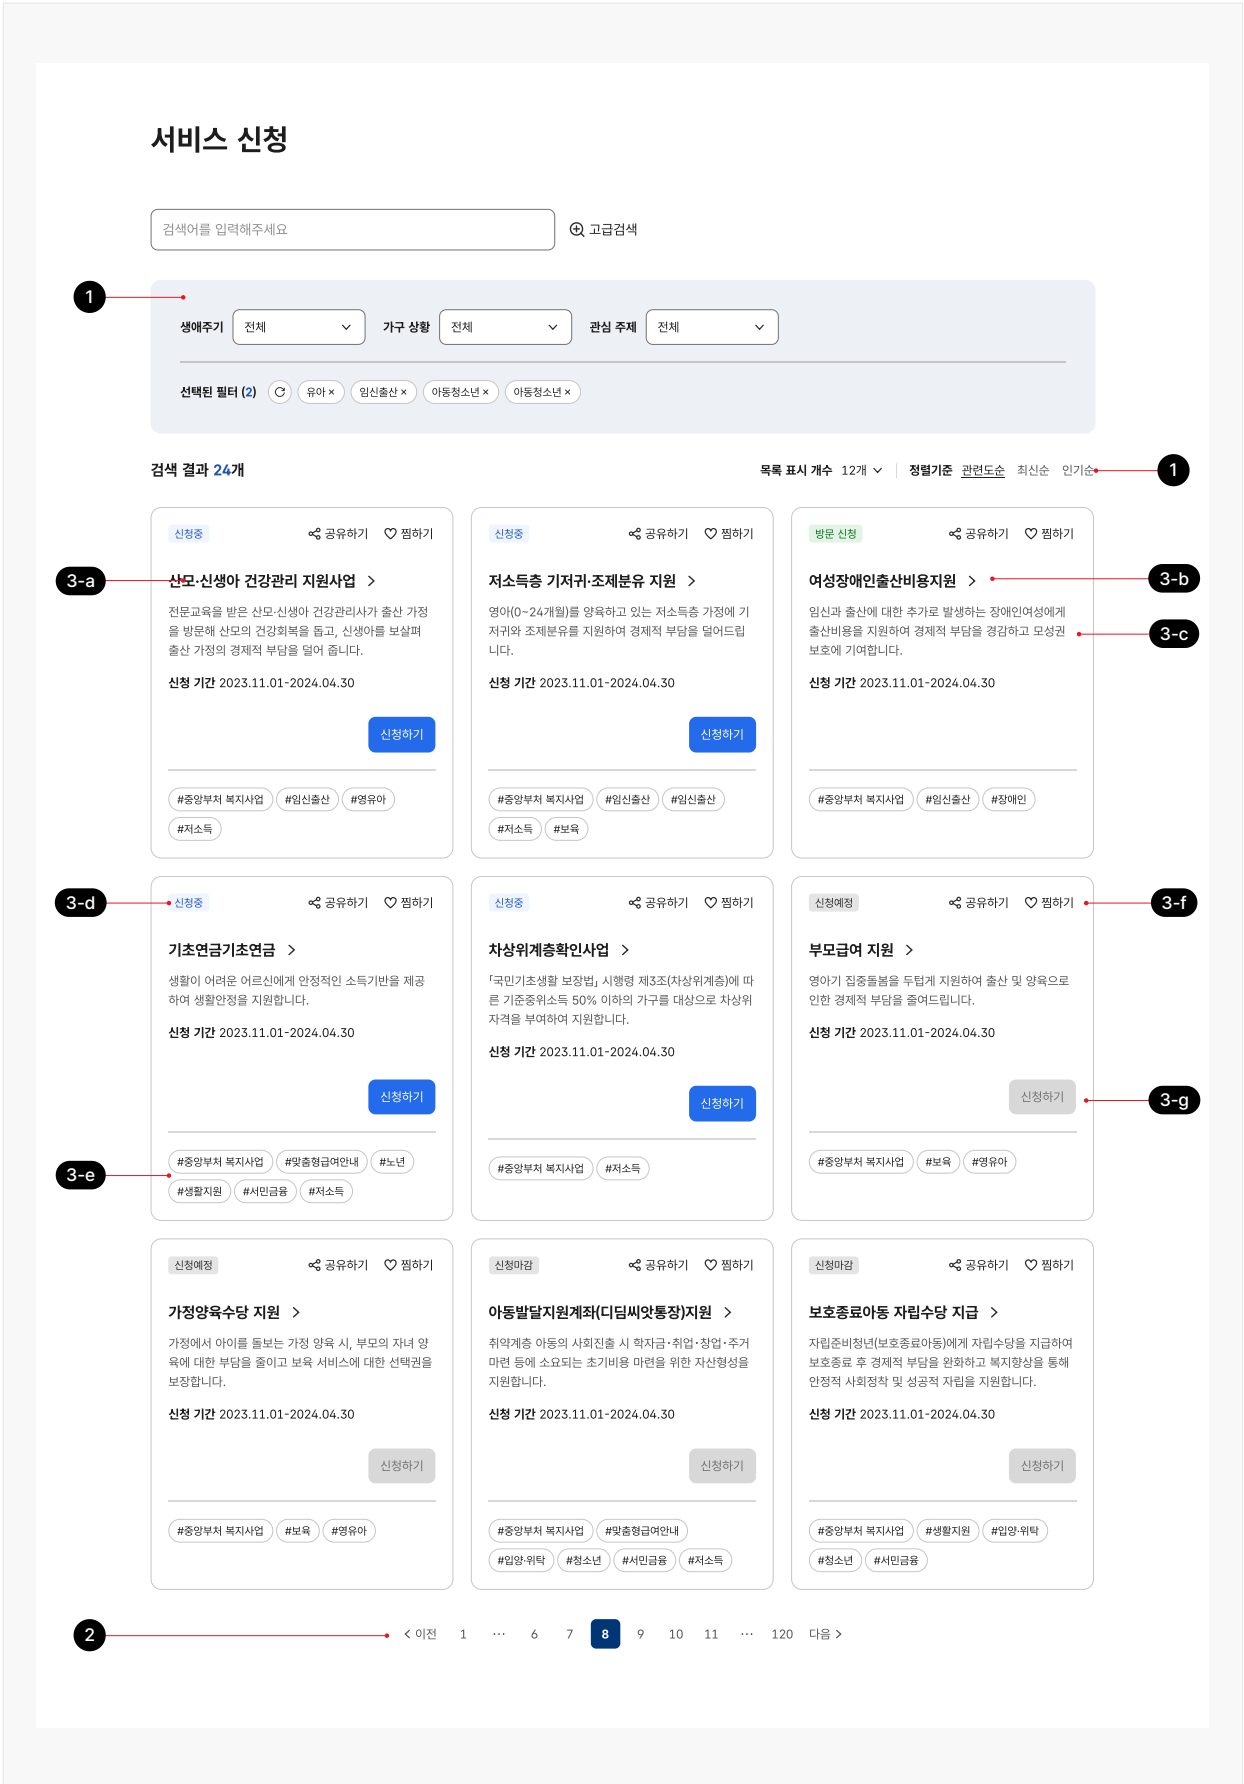 서비스 신청
검색어를 입력해주세요
고급검색
1
생애주기 전체 가구 상황 전체 관심 주제 전체
선택된 필터 (2) 유아 × 임신출산 × 아동청소년 × 아동청소년 ×
검색 결과 24개
목록 표시 개수 12개 정렬기준 관련도순 최신순 인기순
1
신청중 공유하기 찜하기
3-a
산모·신생아 건강관리 지원사업
전문교육을 받은 산모·신생아 건강관리사가 출산 가정
을 방문해 산모의 건강회복을 돕고, 신생아를 보살펴
출산 가정의 경제적 부담을 덜어 줍니다.
신청 기간 2023.11.01-2024.04.30
신청하기
#중앙부처 복지사업 #임신출산 #영유아
#저소득
신청중 공유하기 찜하기
저소득층 기저귀·조제분유 지원
영아(0~24개월)를 양육하고 있는 저소득층 가정에 기
저귀와 조제분유를 지원하여 경제적 부담을 덜어드립
니다.
신청 기간 2023.11.01-2024.04.30
신청하기
#중앙부처 복지사업 #임신출산 #임신출산
#저소득 #보육
방문 신청 공유하기 찜하기
여성장애인출산비용지원
3-b
임신과 출산에 대한 추가로 발생하는 장애인여성에게
출산비용을 지원하여 경제적 부담을 경감하고 모성권
보호에 기여합니다.
3-c
신청 기간 2023.11.01-2024.04.30
#중앙부처 복지사업 #임신출산 #장애인
3-d
신청중 공유하기 찜하기
기초연금기초연금
생활이 어려운 어르신에게 안정적인 소득기반을 제공
하여 생활안정을 지원합니다.
신청 기간 2023.11.01-2024.04.30
신청하기
3-e
#중앙부처 복지사업 #맞춤형급여안내 #노년
#생활지원 #서민금융 #저소득
신청중 공유하기 찜하기
차상위계층확인사업
「국민기초생활 보장법」 시행령 제3조(차상위계층)에 따
른 기준중위소득 50% 이하의 가구를 대상으로 차상위
자격을 부여하여 지원합니다.
신청 기간 2023.11.01-2024.04.30
신청하기
#중앙부처 복지사업 #저소득
신청예정 공유하기 찜하기
3-f
부모급여 지원
영아기 집중돌봄을 두텁게 지원하여 출산 및 양육으로
인한 경제적 부담을 줄여드립니다.
신청 기간 2023.11.01-2024.04.30
신청하기
3-g
#중앙부처 복지사업 #보육 #영유아
신청예정 공유하기 찜하기
가정양육수당 지원
가정에서 아이를 돌보는 가정 양육 시, 부모의 자녀 양
육에 대한 부담을 줄이고 보육 서비스에 대한 선택권을
보장합니다.
신청 기간 2023.11.01-2024.04.30
신청하기
#중앙부처 복지사업 #보육 #영유아
신청마감 공유하기 찜하기
아동발달지원계좌(디딤씨앗통장)지원
취약계층 아동의 사회진출 시 학자금·취업·창업·주거
마련 등에 소요되는 초기비용 마련을 위한 자산형성을
지원합니다.
신청 기간 2023.11.01-2024.04.30
신청하기
#중앙부처 복지사업 #맞춤형급여안내
#입양·위탁 #청소년 #서민금융 #저소득
신청마감 공유하기 찜하기
보호종료아동 자립수당 지급
자립준비청년(보호종료아동)에게 자립수당을 지급하여
보호종료 후 경제적 부담을 완화하고 복지향상을 통해
안정적 사회정착 및 성공적 자립을 지원합니다.
신청 기간 2023.11.01-2024.04.30
신청하기
#중앙부처 복지사업 #생활지원 #입양·위탁
#청소년 #서민금융
2
이전 1 ··· 6 7 8 9 10 11 ··· 120 다음